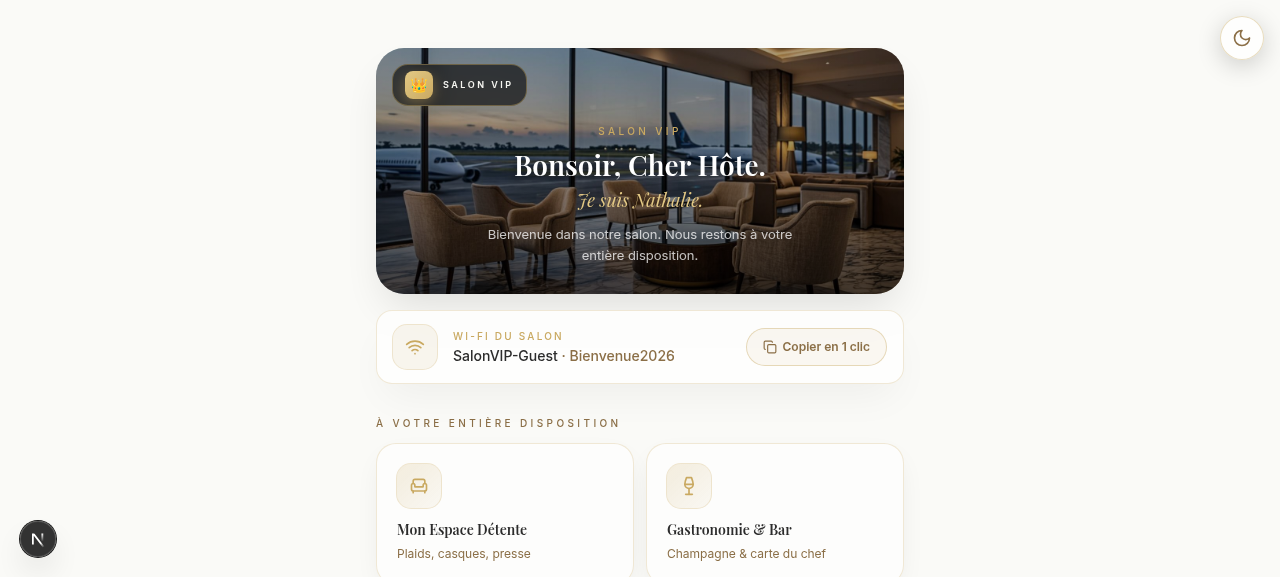 SALON VIP
SALON VIP
Bonsoir, Cher Hôte.
Je suis Nathalie.
Bienvenue dans notre salon. Nous restons à votre
entière disposition.
WI-FI DU SALON
SalonVIP-Guest · Bienvenue2026
Copier en 1 clic
À VOTRE ENTIÈRE DISPOSITION
Mon Espace Détente
Plaids, casques, presse
Gastronomie & Bar
Champagne & carte du chef
N